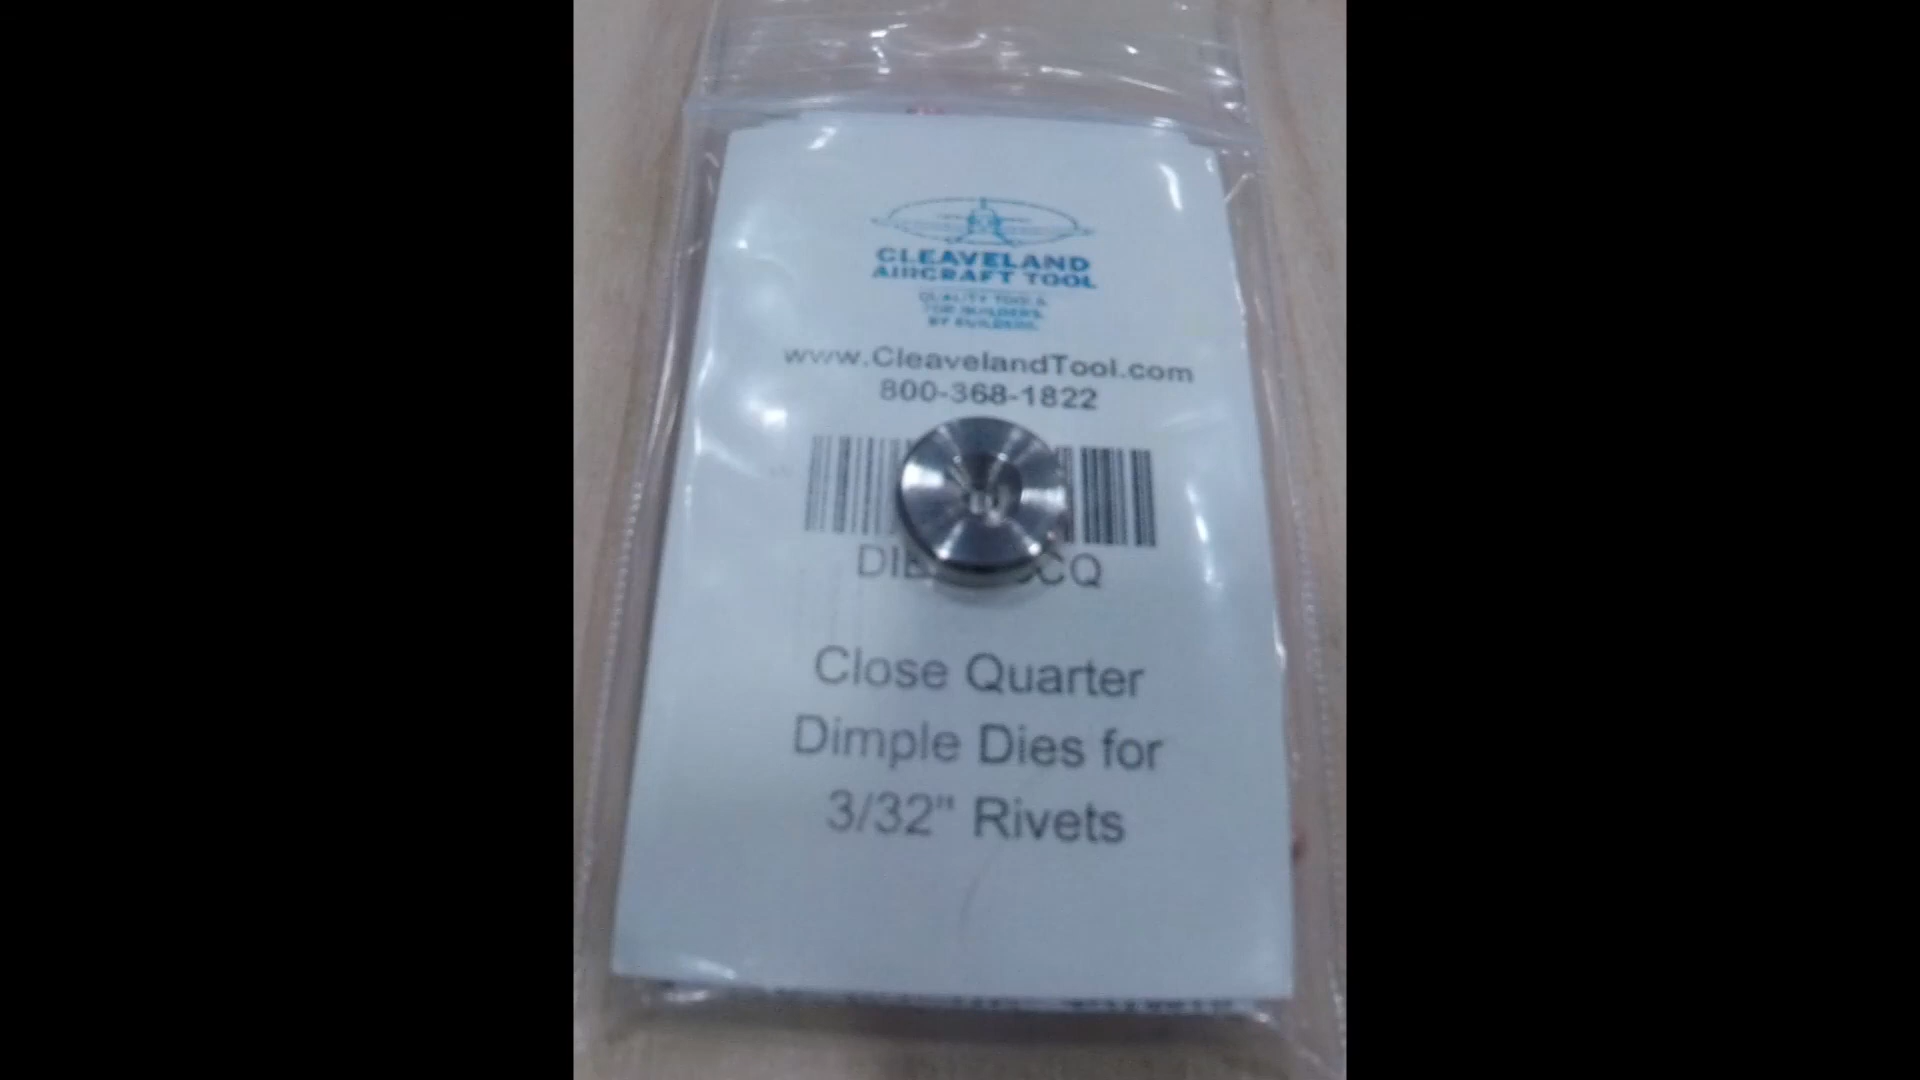 CLEAVELAND
AIRCRAFT TOOL
QUALITY TOOLS
FOR BUILDERS,
BY BUILDERS.
www.CleavelandTool.com
800-368-1822
Close Quarter
Dimple Dies for
3/32" Rivets